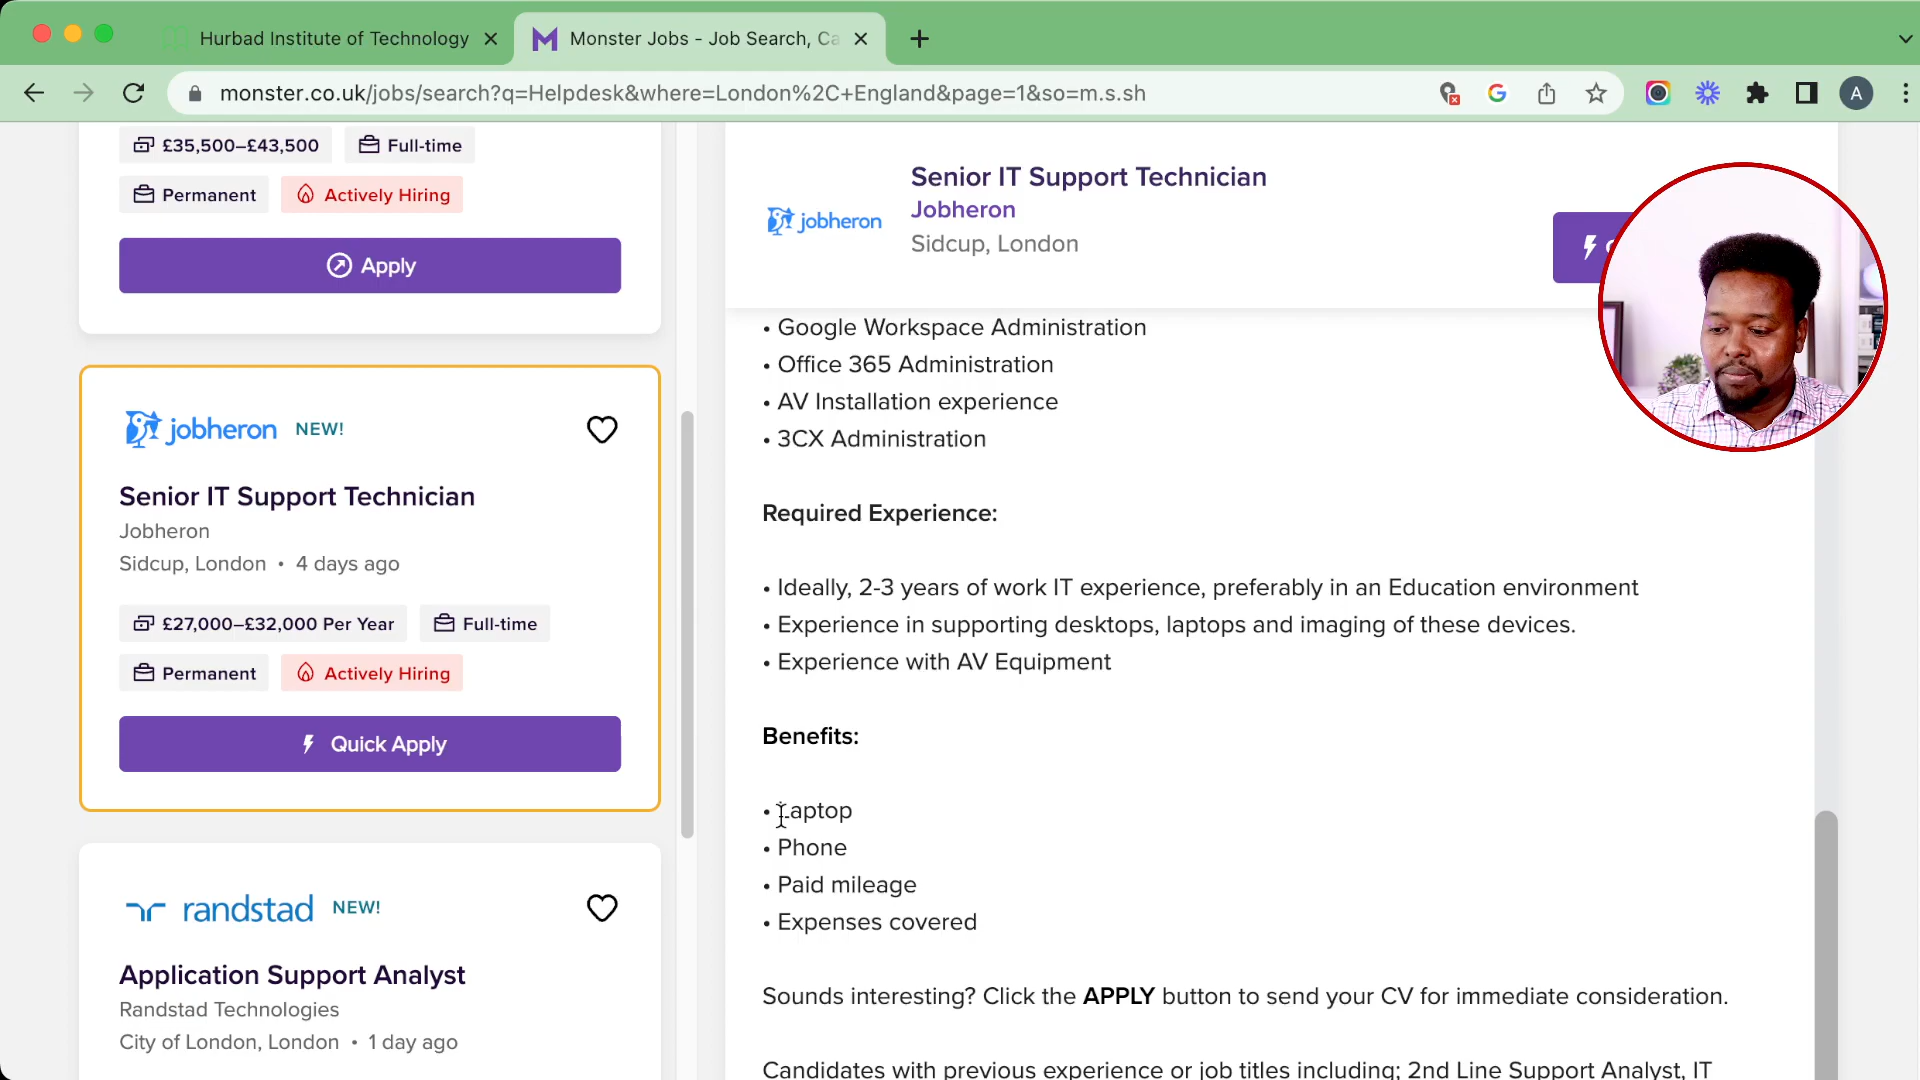 Hurbad Institute of Technology
Monster Jobs - Job Search, Ca
monster.co.uk/jobs/search?q=Helpdesk&where=London%2C+England&page=1&so=m.s.sh
A
£35,500–£43,500
Full-time
Permanent
Actively Hiring
Apply
jobheron
NEW!
Senior IT Support Technician
Jobheron
Sidcup, London • 4 days ago
£27,000–£32,000 Per Year
Full-time
Permanent
Actively Hiring
Quick Apply
randstad
NEW!
Application Support Analyst
Randstad Technologies
City of London, London • 1 day ago
jobheron
Senior IT Support Technician
Jobheron
Sidcup, London
• Google Workspace Administration
• Office 365 Administration
• AV Installation experience
• 3CX Administration
Required Experience:
• Ideally, 2-3 years of work IT experience, preferably in an Education environment
• Experience in supporting desktops, laptops and imaging of these devices.
• Experience with AV Equipment
Benefits:
• Laptop
• Phone
• Paid mileage
• Expenses covered
Sounds interesting? Click the APPLY button to send your CV for immediate consideration.
Candidates with previous experience or job titles including; 2nd Line Support Analyst, IT